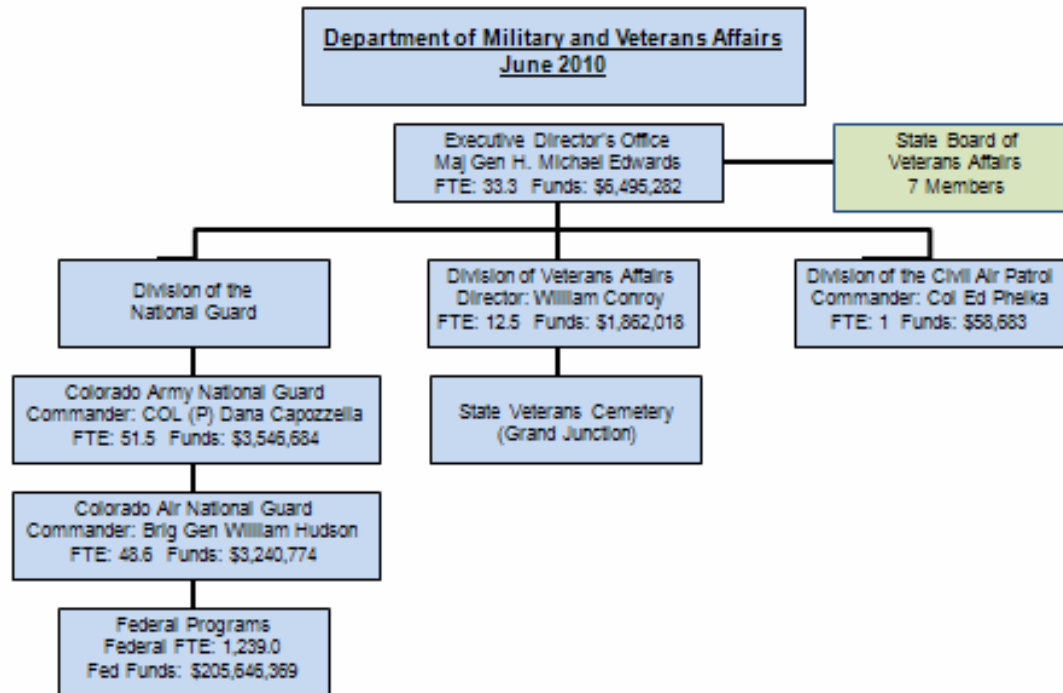 Department of Military and Veterans Affairs
June 2010
Executive Director's Office
Maj Gen H. Michael Edwards
FTE: 33.3 Funds: $6,495,282
State Board of
Veterans Affairs
7 Members
Division of the
National Guard
Division of Veterans Affairs
Director: William Conroy
FTE: 12.5 Funds: $1,862,018
Division of the Civil Air Patrol
Commander: Col Ed Phelka
FTE: 1 Funds: $58,683
Colorado Army National Guard
Commander: COL (P) Dana Capozzella
FTE: 51.5 Funds: $3,546,684
State Veterans Cemetery
(Grand Junction)
Colorado Air National Guard
Commander: Brig Gen William Hudson
FTE: 48.6 Funds: $3,240,774
Federal Programs
Federal FTE: 1,239.0
Fed Funds: $205,646,369